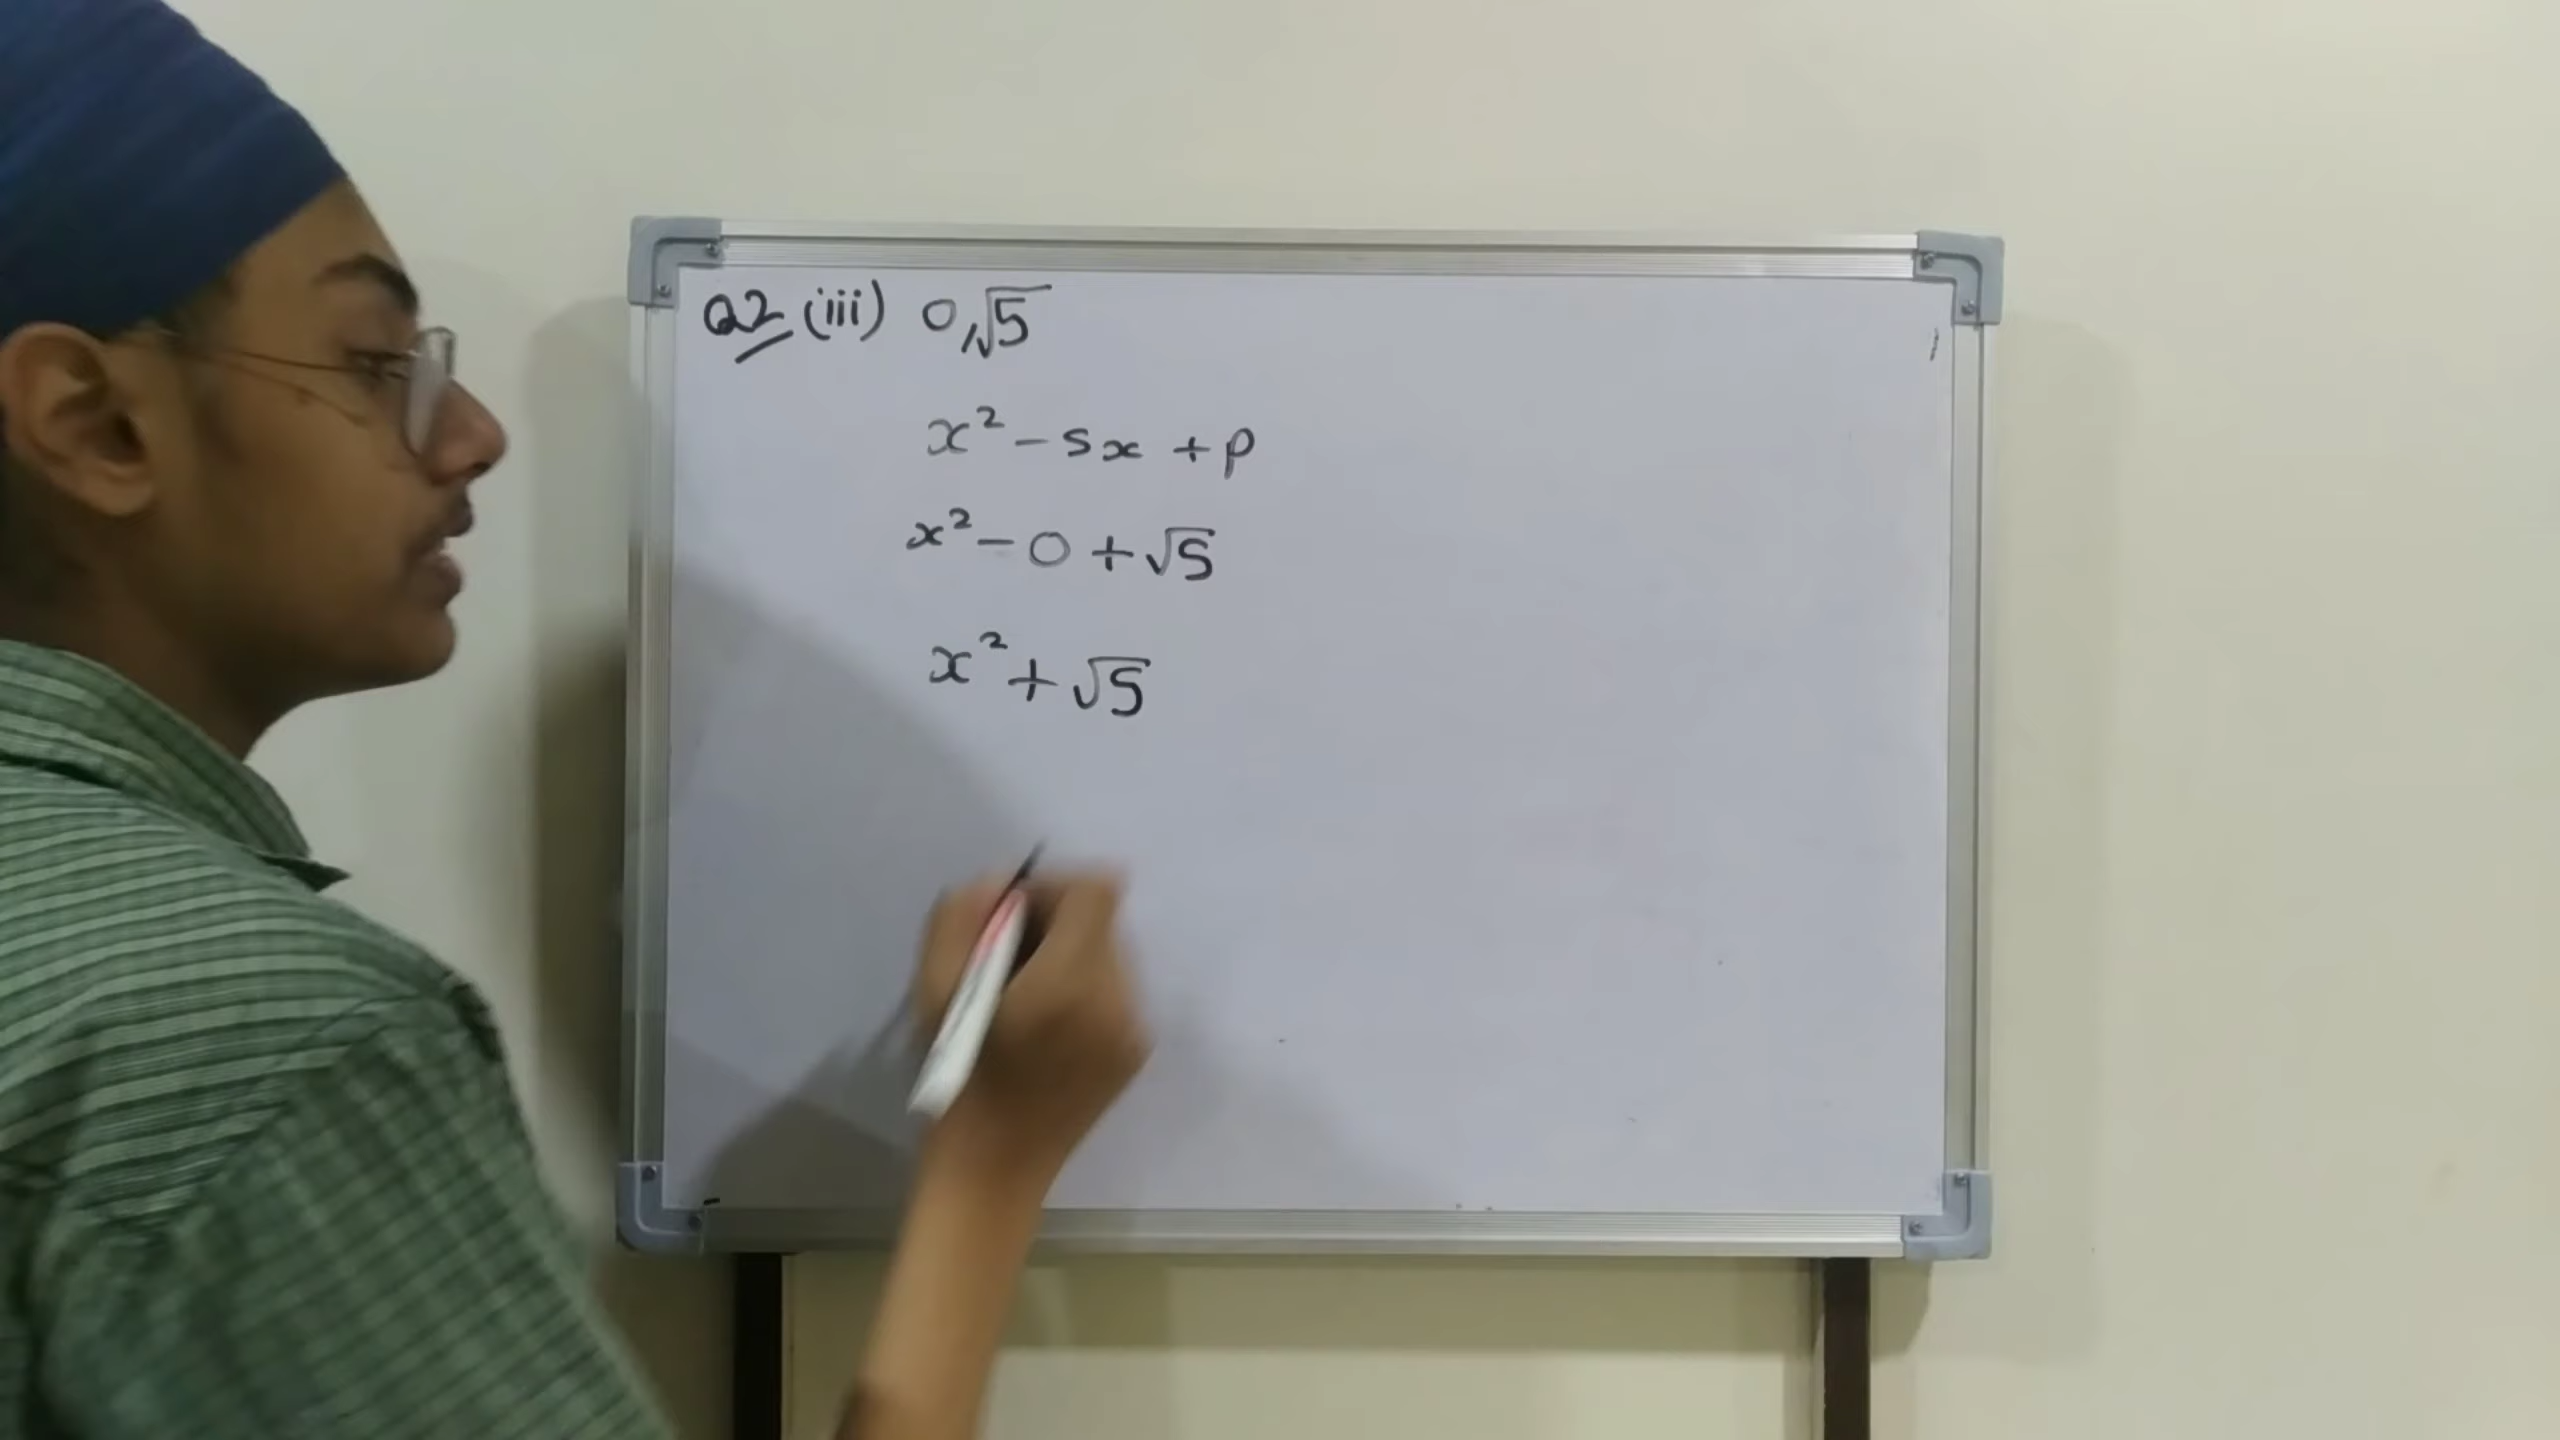 Q2 (iii) 0,√5
x² - Sx + P
x² - 0 + √5
x² + √5